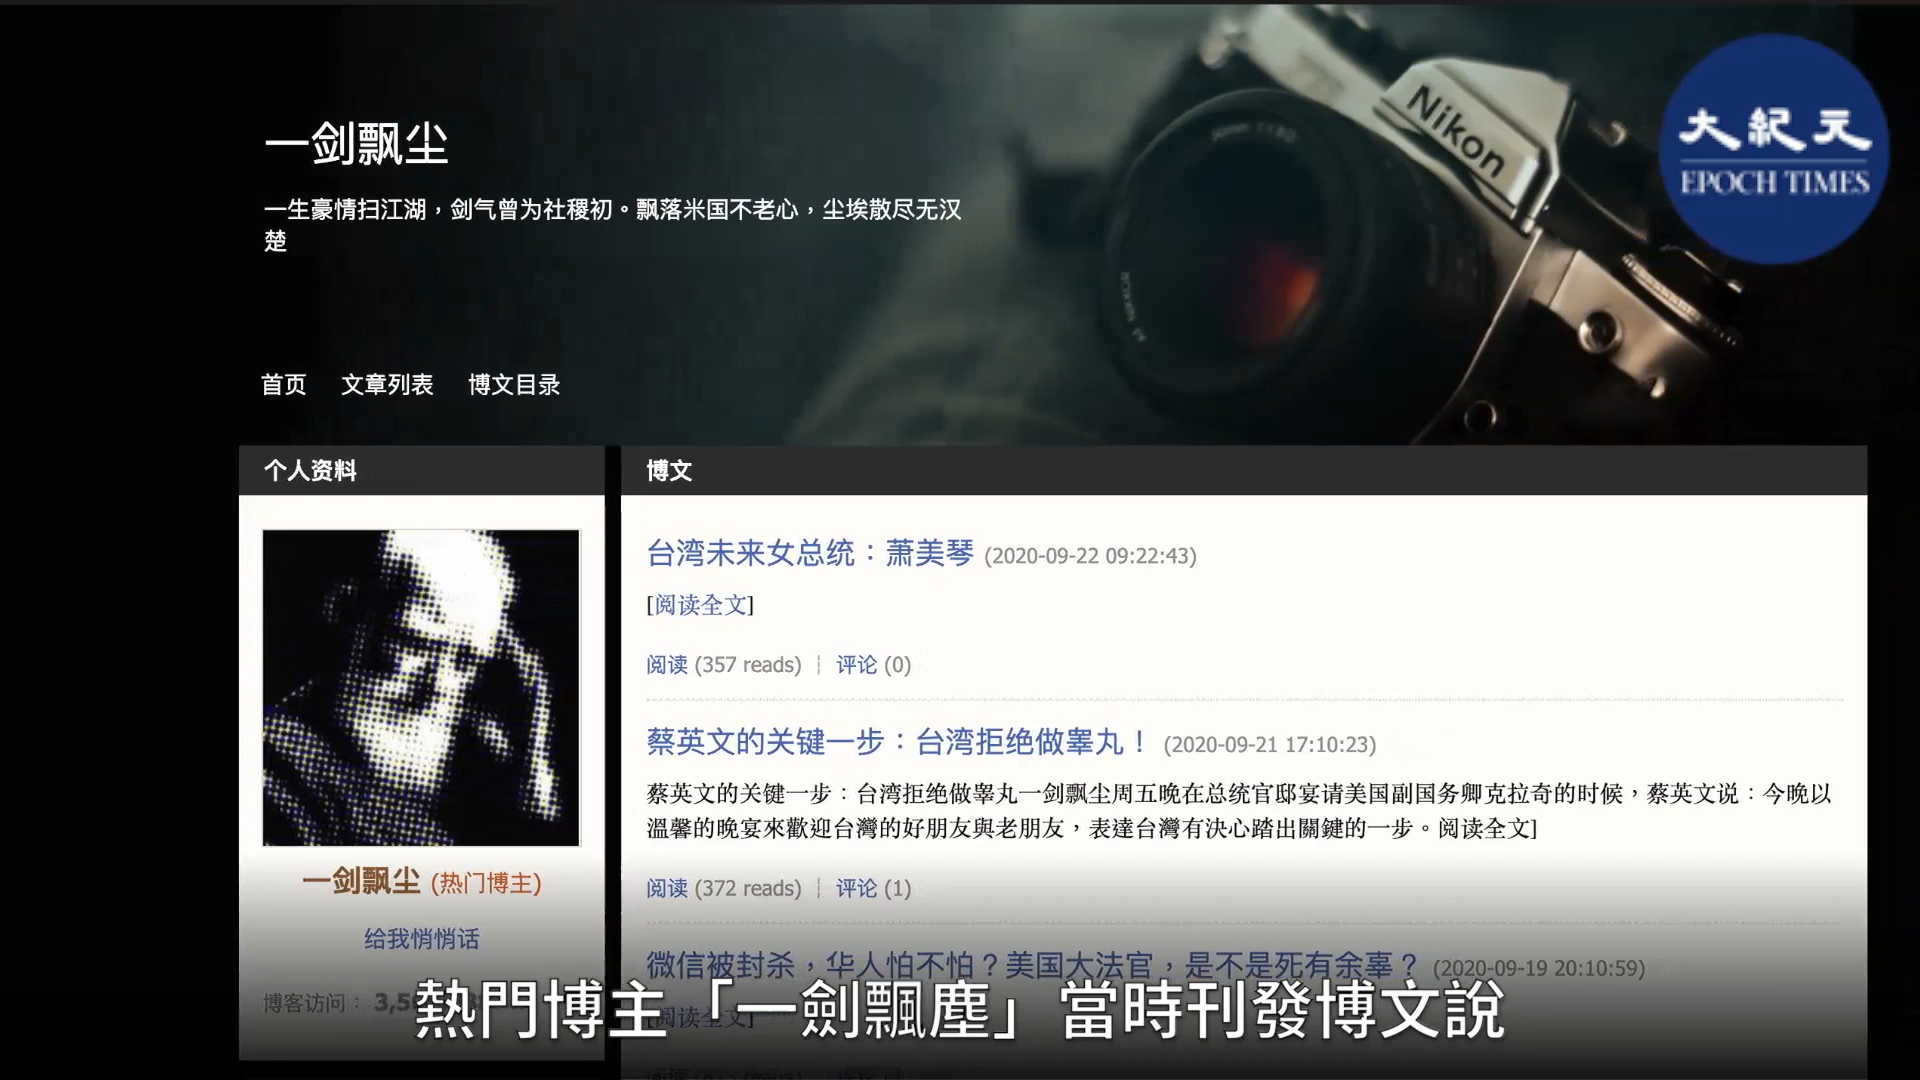 一剑飘尘
一生豪情扫江湖，剑气曾为社稷初。飘落米国不老心，尘埃散尽无汉
楚
Nikon
大紀元
EPOCH TIMES
首页 文章列表 博文目录
个人资料
一剑飘尘 (热门博主)
给我悄悄话
博客访问：
博文
台湾未来女总统：萧美琴 (2020-09-22 09:22:43)
[阅读全文]
阅读 (357 reads) ┆ 评论 (0)
蔡英文的关键一步：台湾拒绝做睾丸！ (2020-09-21 17:10:23)
蔡英文的关键一步：台湾拒绝做睾丸一剑飘尘周五晚在总统官邸宴请美国副国务卿克拉奇的时候，蔡英文说：今晚以
溫馨的晚宴來歡迎台灣的好朋友與老朋友，表達台灣有決心踏出關鍵的一步。阅读全文]
阅读 (372 reads) ┆ 评论 (1)
微信被封杀，华人怕不怕？美国大法官，是不是死有余辜？ (2020-09-19 20:10:59)
[阅读全文]
熱門博主「一劍飄塵」當時刊發博文說